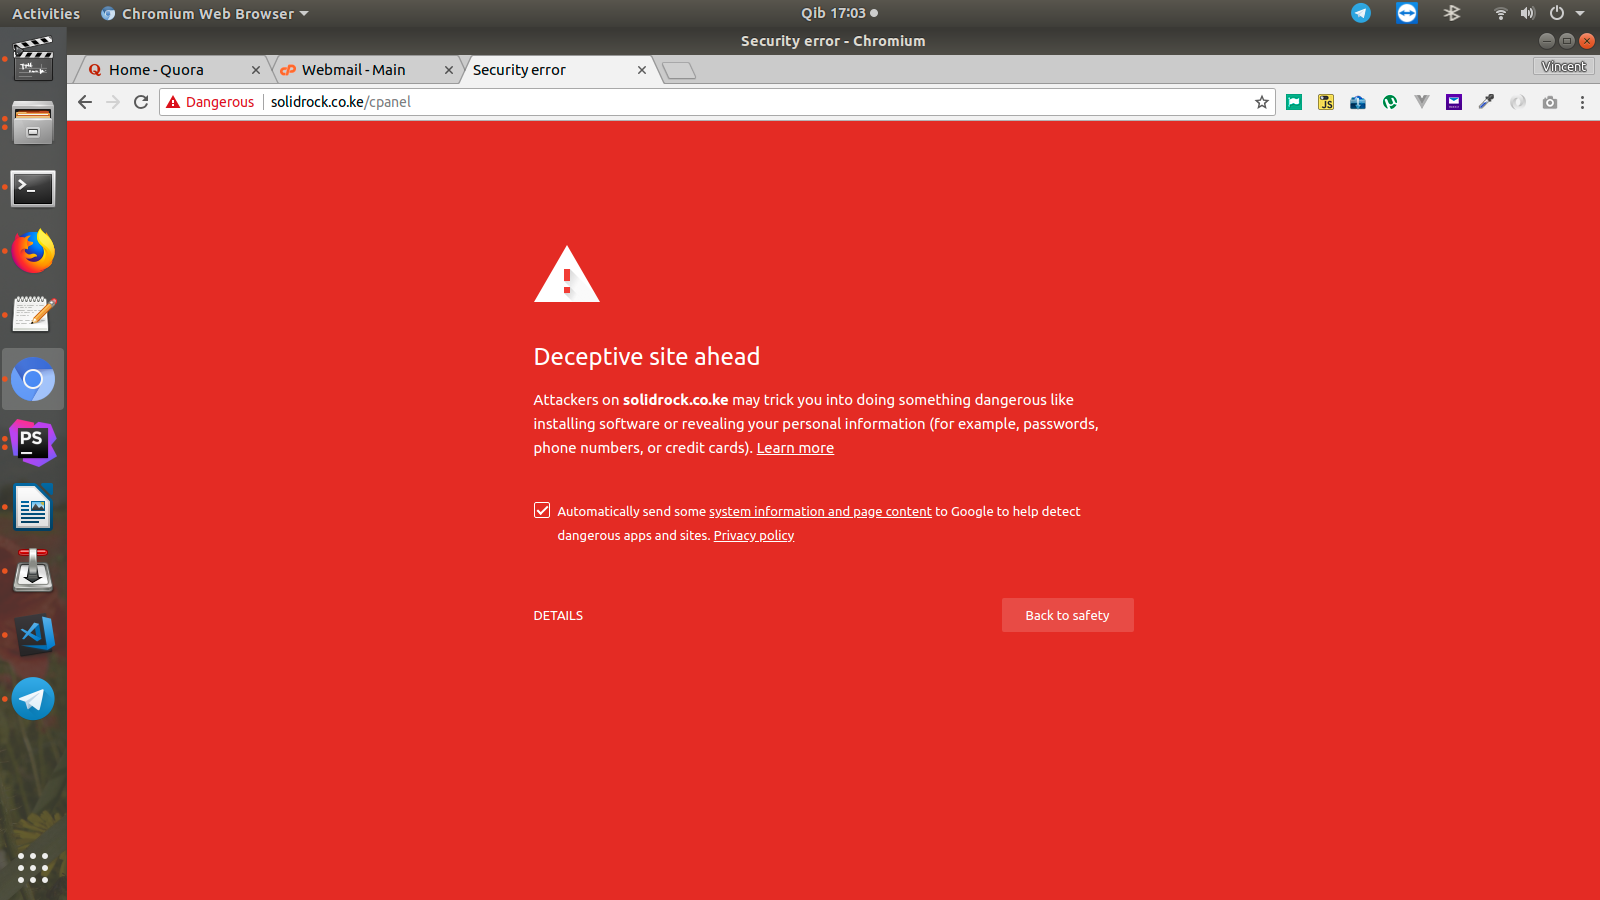 Activities
Chromium Web Browser
Qib 17:03
Security error - Chromium
Home - Quora
Webmail - Main
Security error
Vincent
Dangerous
solidrock.co.ke/cpanel
JS
PS
Deceptive site ahead
Attackers on solidrock.co.ke may trick you into doing something dangerous like
installing software or revealing your personal information (for example, passwords,
phone numbers, or credit cards). Learn more
Automatically send some system information and page content to Google to help detect
dangerous apps and sites. Privacy policy
DETAILS
Back to safety